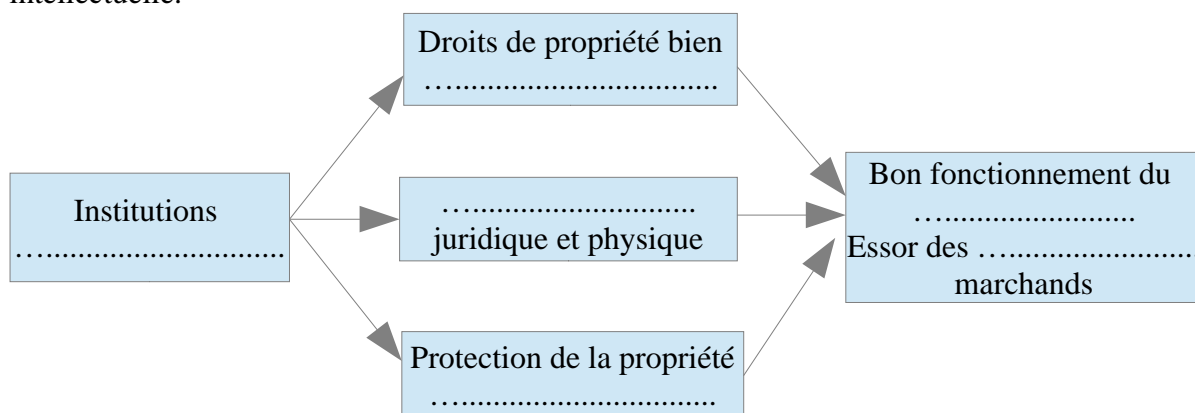 intellectuelle.
Droits de propriété bien
…................................
Institutions
….............................
…............................
juridique et physique
Protection de la propriété
…...............................
Bon fonctionnement du
….......................
Essor des ….......................
marchands